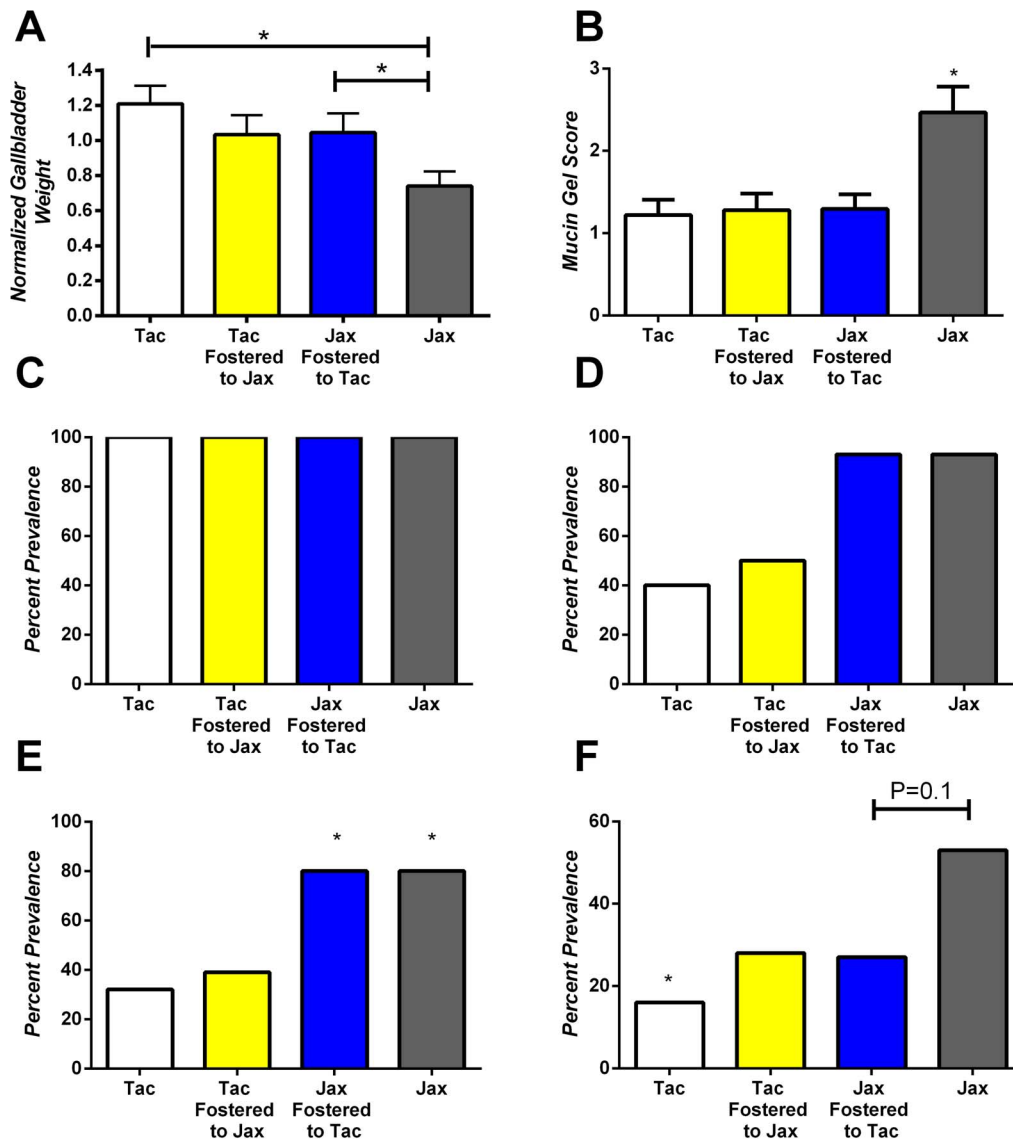 A
*
*
Normalized Gallbladder
Weight
1.4
1.2
1.0
0.8
0.6
0.4
0.2
0.0
Tac
Tac
Fostered
to Jax
Jax
Fostered
to Tac
Jax
B
*
Mucin Gel Score
3
2
1
0
Tac
Tac
Fostered
to Jax
Jax
Fostered
to Tac
Jax
C
Percent Prevalence
100
80
60
40
20
0
Tac
Tac
Fostered
to Jax
Jax
Fostered
to Tac
Jax
D
Percent Prevalence
100
80
60
40
20
0
Tac
Tac
Fostered
to Jax
Jax
Fostered
to Tac
Jax
E
Percent Prevalence
100
80
60
40
20
0
*
*
Tac
Tac
Fostered
to Jax
Jax
Fostered
to Tac
Jax
F
P=0.1
Percent Prevalence
60
40
20
0
*
Tac
Tac
Fostered
to Jax
Jax
Fostered
to Tac
Jax